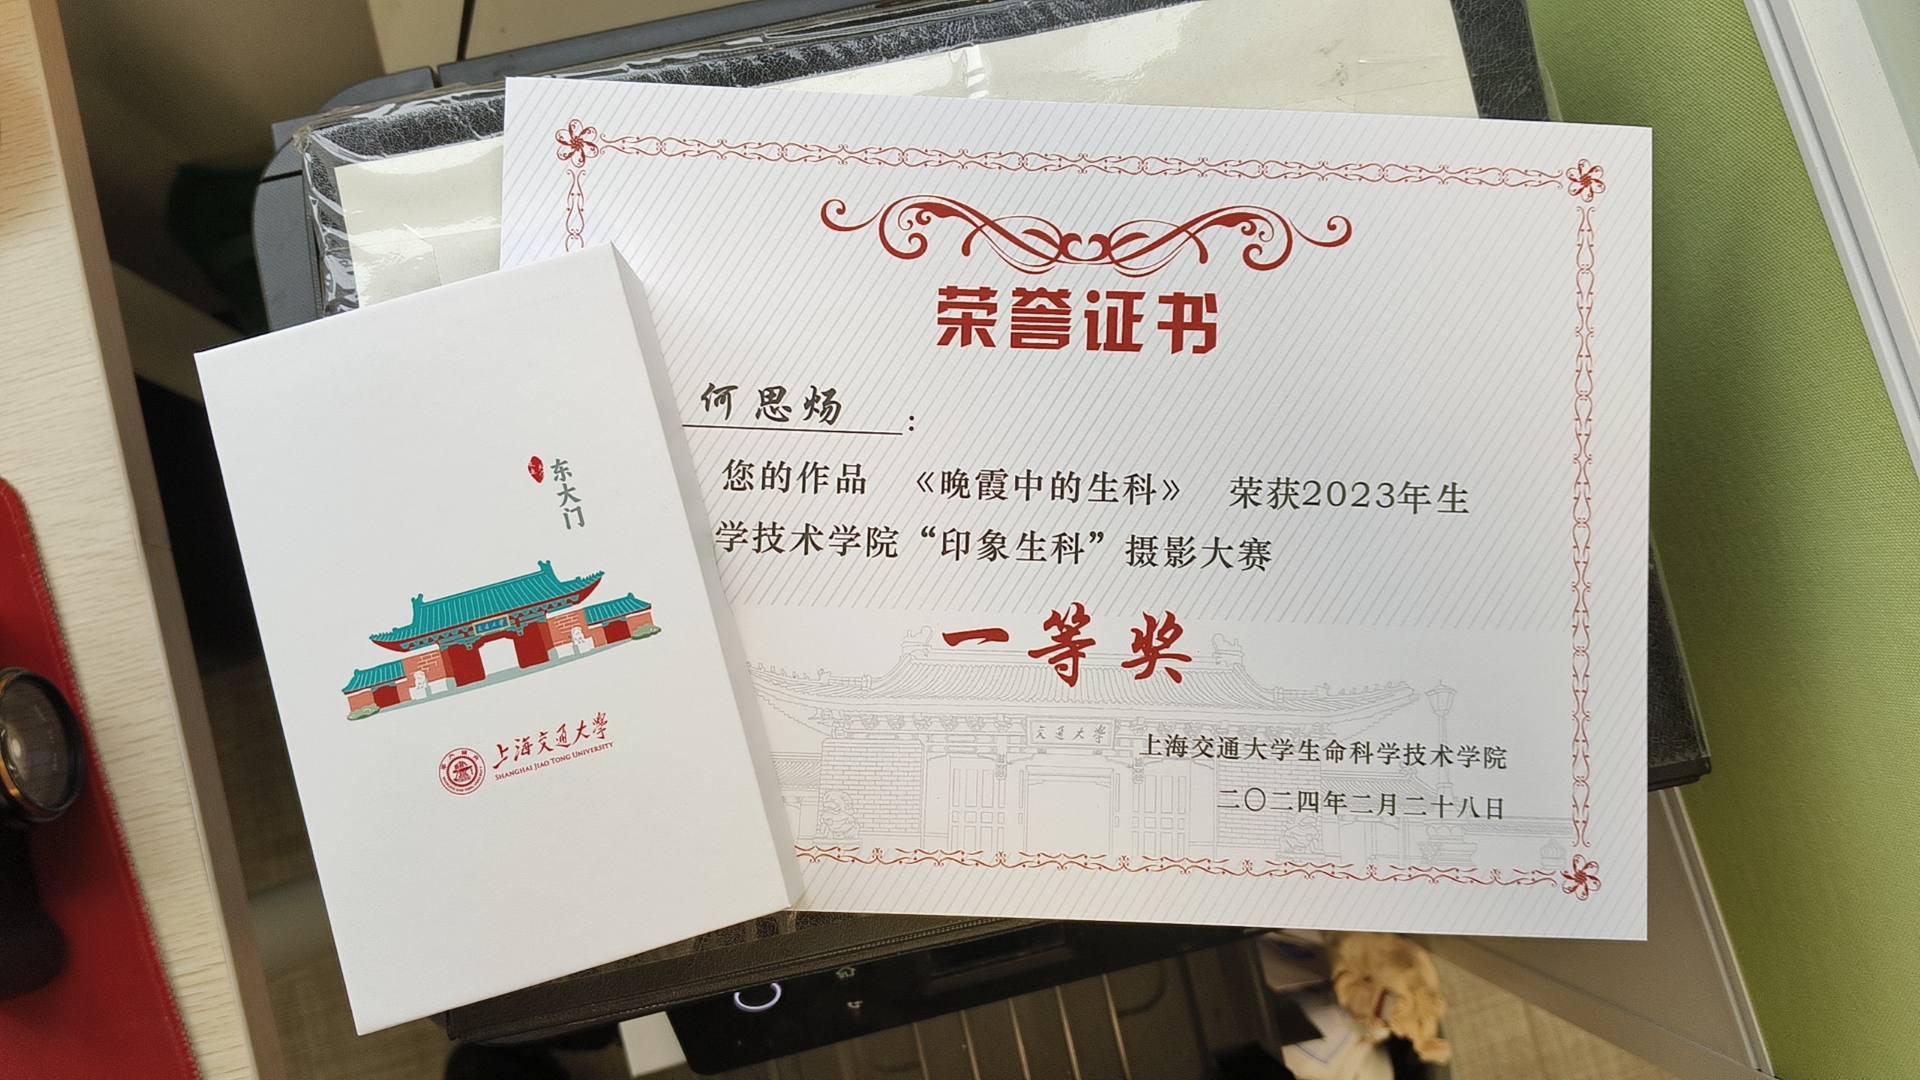 荣誉证书
何思炀：
您的作品 《晚霞中的生科》 荣获2023年生
学技术学院“印象生科”摄影大赛
一等奖
交通大学
上海交通大学生命科学技术学院
二〇二四年二月二十八日
东大门
上海交通大学
SHANGHAI JIAO TONG UNIVERSITY